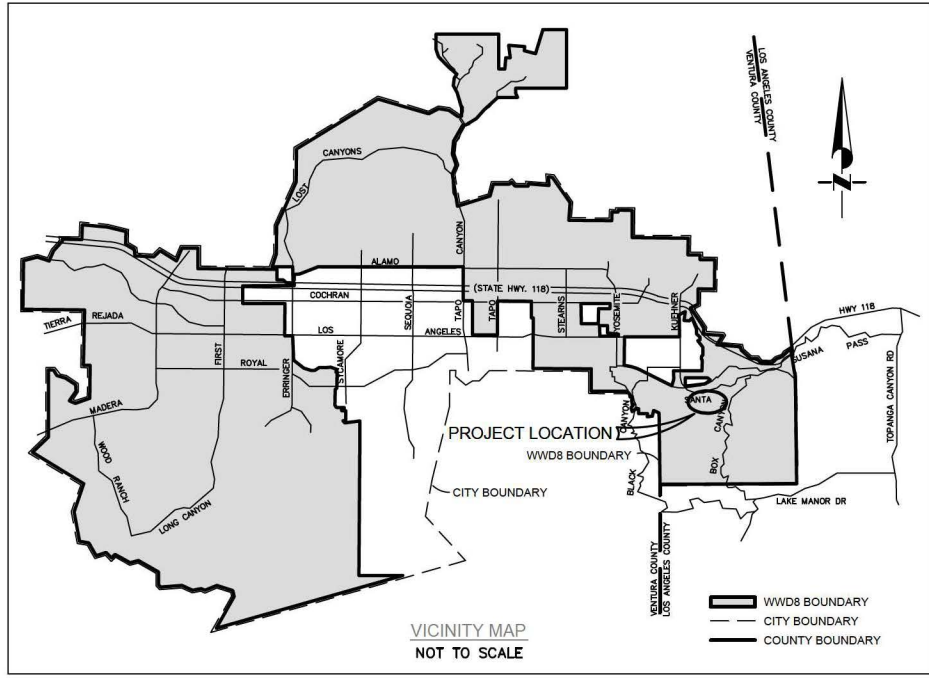 LOS ANGELES COUNTY
VENTURA COUNTY
N
LOST
CANYONS
CANYON
ALAMO
(STATE HWY. 118)
COCHRAN
SEQUOIA
TAPO
TAPO
STEARNS
YOSEMITE
KUEHNER
HWY 118
TIERRA
REJADA
LOS
ANGELES
SUSANA
PASS
FIRST
ROYAL
ERRINGER
SYCAMORE
SANTA
TOPANGA CANYON RD
MADERA
WOOD
RANCH
LONG CANYON
PROJECT LOCATION
CANYON
CANYON
WWD8 BOUNDARY
BLACK
BOX
CITY BOUNDARY
LAKE MANOR DR
VENTURA COUNTY
LOS ANGELES COUNTY
WWD8 BOUNDARY
CITY BOUNDARY
COUNTY BOUNDARY
VICINITY MAP
NOT TO SCALE